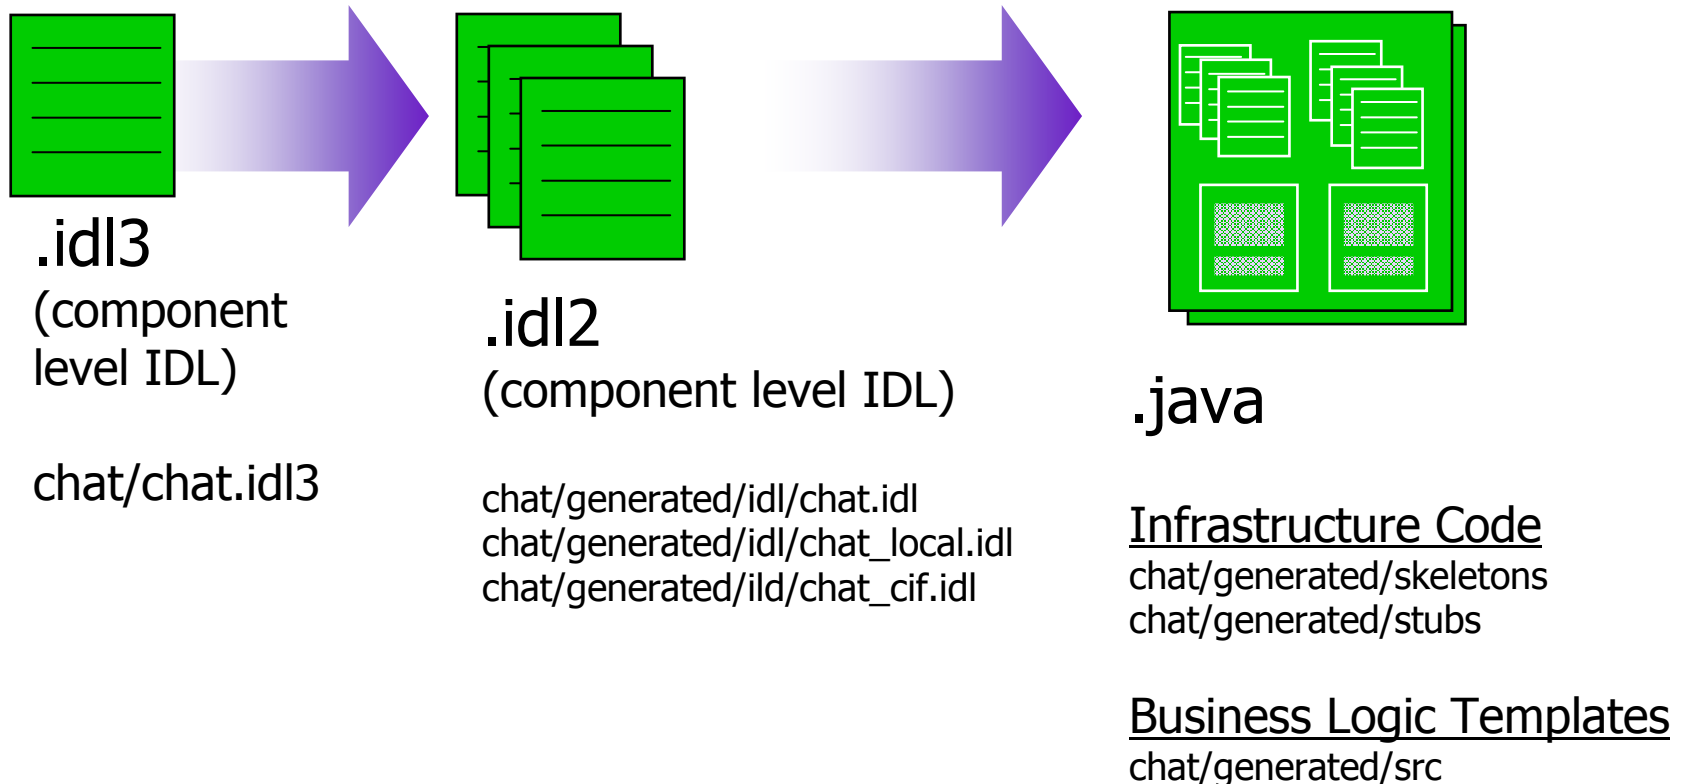 .idl3
(component
level IDL)
chat/chat.idl3
.idl2
(component level IDL)
chat/generated/idl/chat.idl
chat/generated/idl/chat_local.idl
chat/generated/ild/chat_cif.idl
.java
Infrastructure Code
chat/generated/skeletons
chat/generated/stubs
Business Logic Templates
chat/generated/src